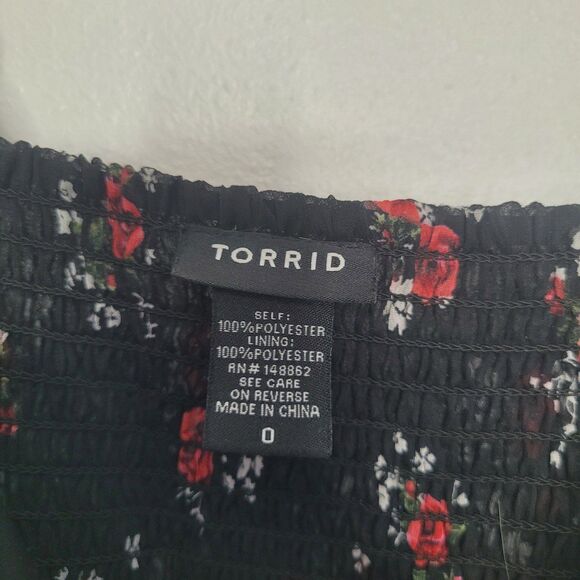 TORRID
SELF:
100%POLYESTER
LINING:
100%POLYESTER
RN# 148862
SEE CARE
ON REVERSE
MADE IN CHINA
0